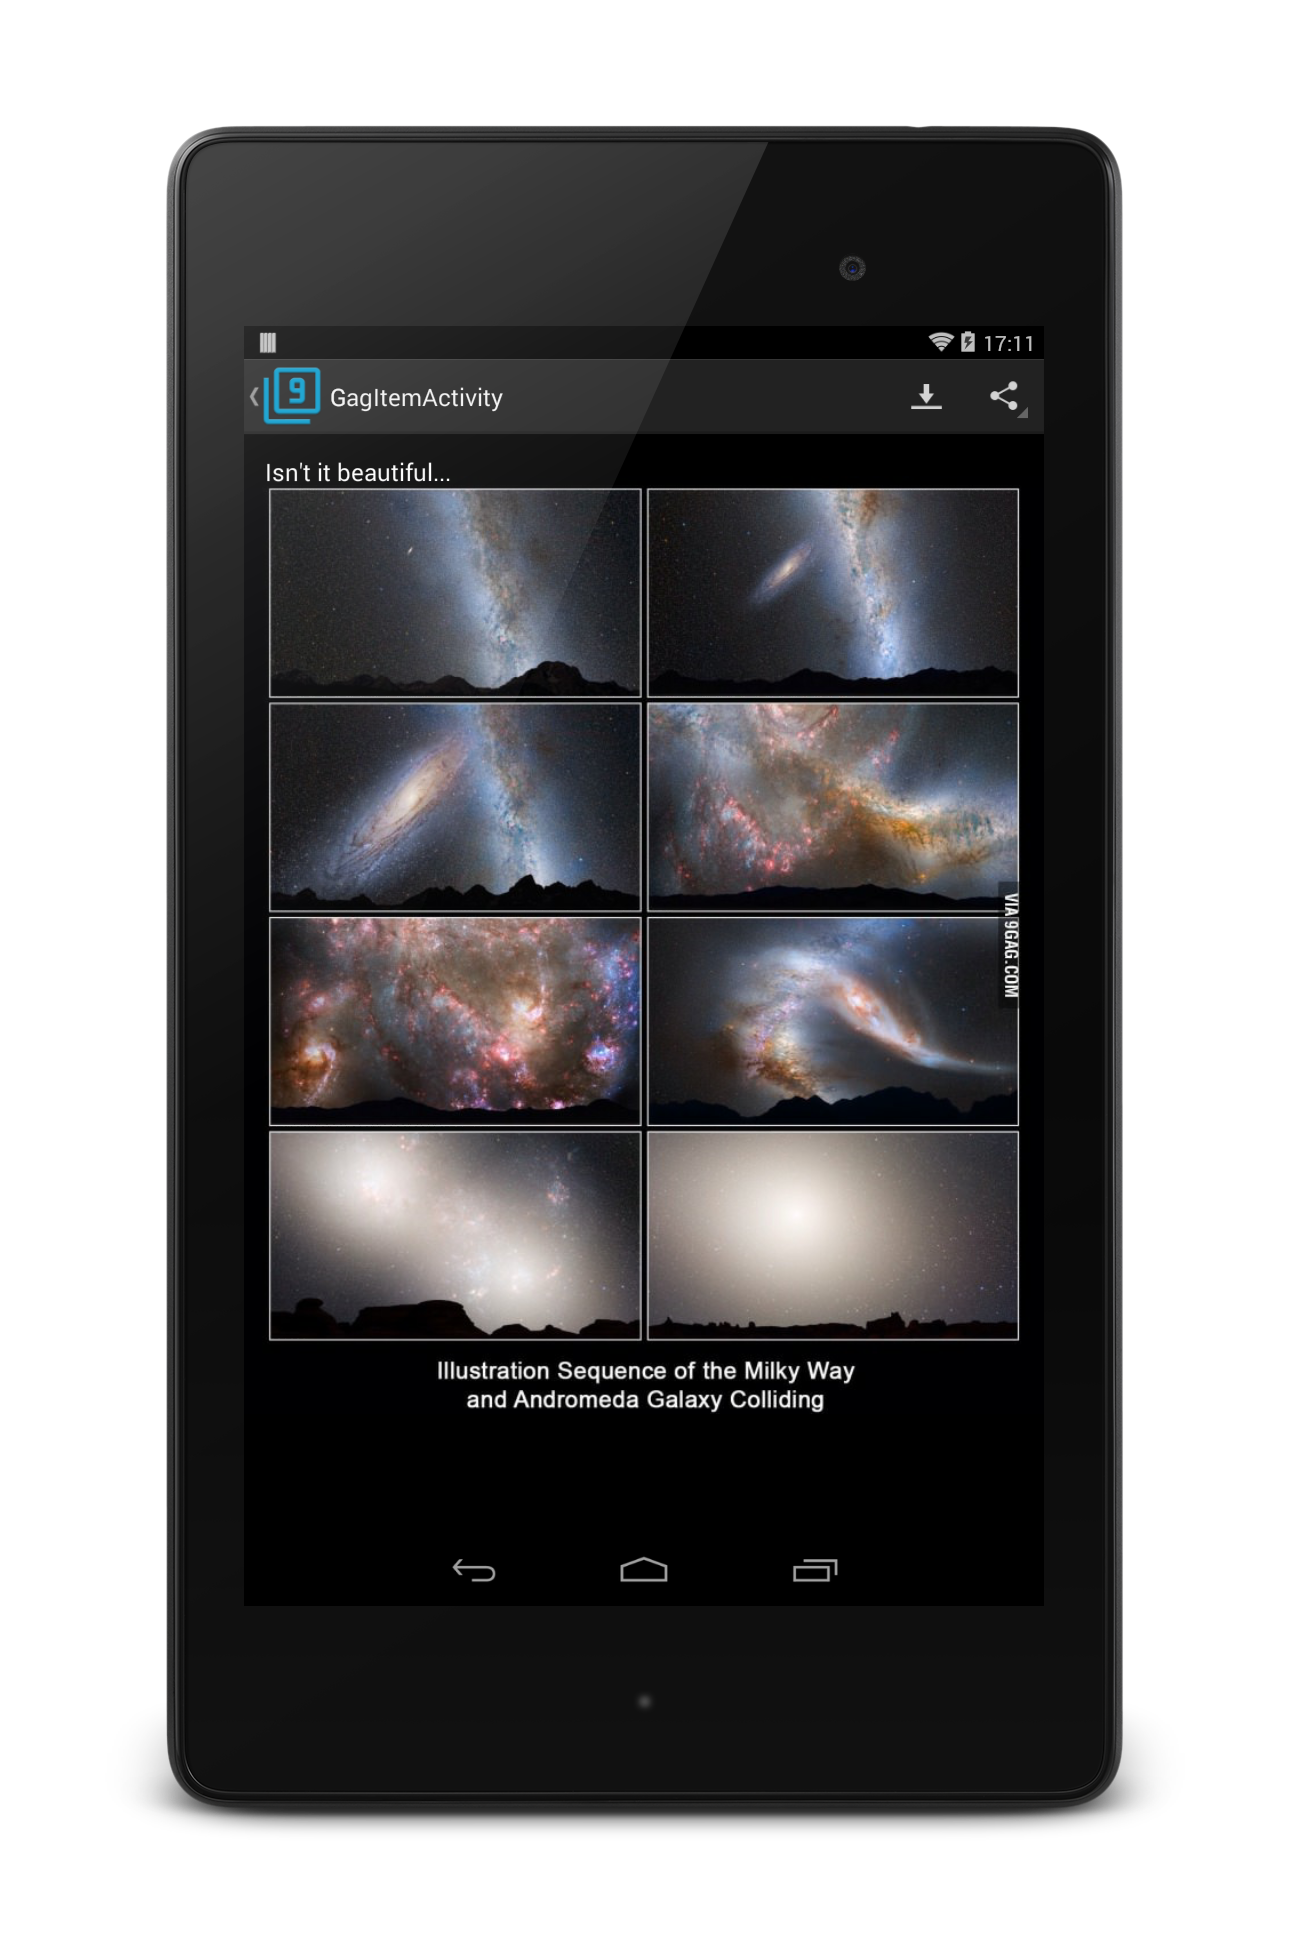 17:11
9
GagItemActivity
Isn't it beautiful...
VIA 9GAG.COM
Illustration Sequence of the Milky Way
and Andromeda Galaxy Colliding